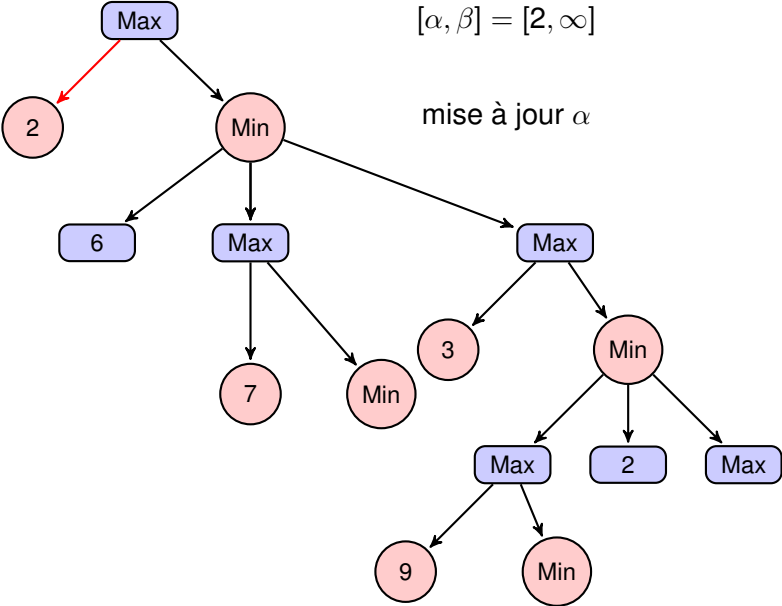 Max
[α, β] = [2, ∞]
mise à jour α
2
Min
6
Max
Max
3
Min
7
Min
Max
2
Max
9
Min